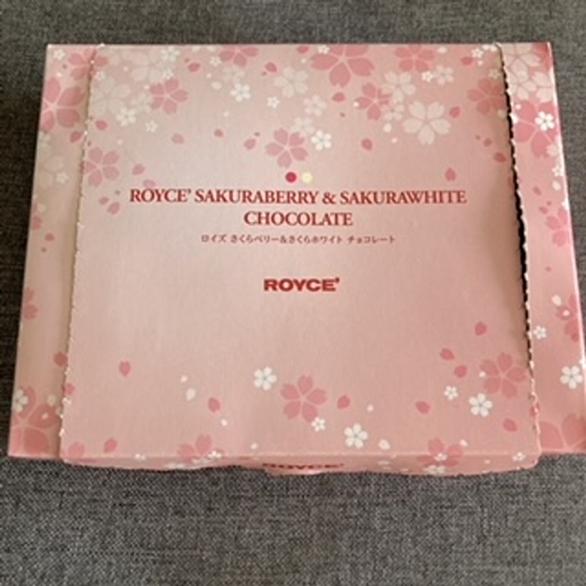 ROYCE' SAKURABERRY & SAKURAWHITE
CHOCOLATE
ロイズ さくらベリー&さくらホワイト チョコレート
ROYCE'
ROYCE'